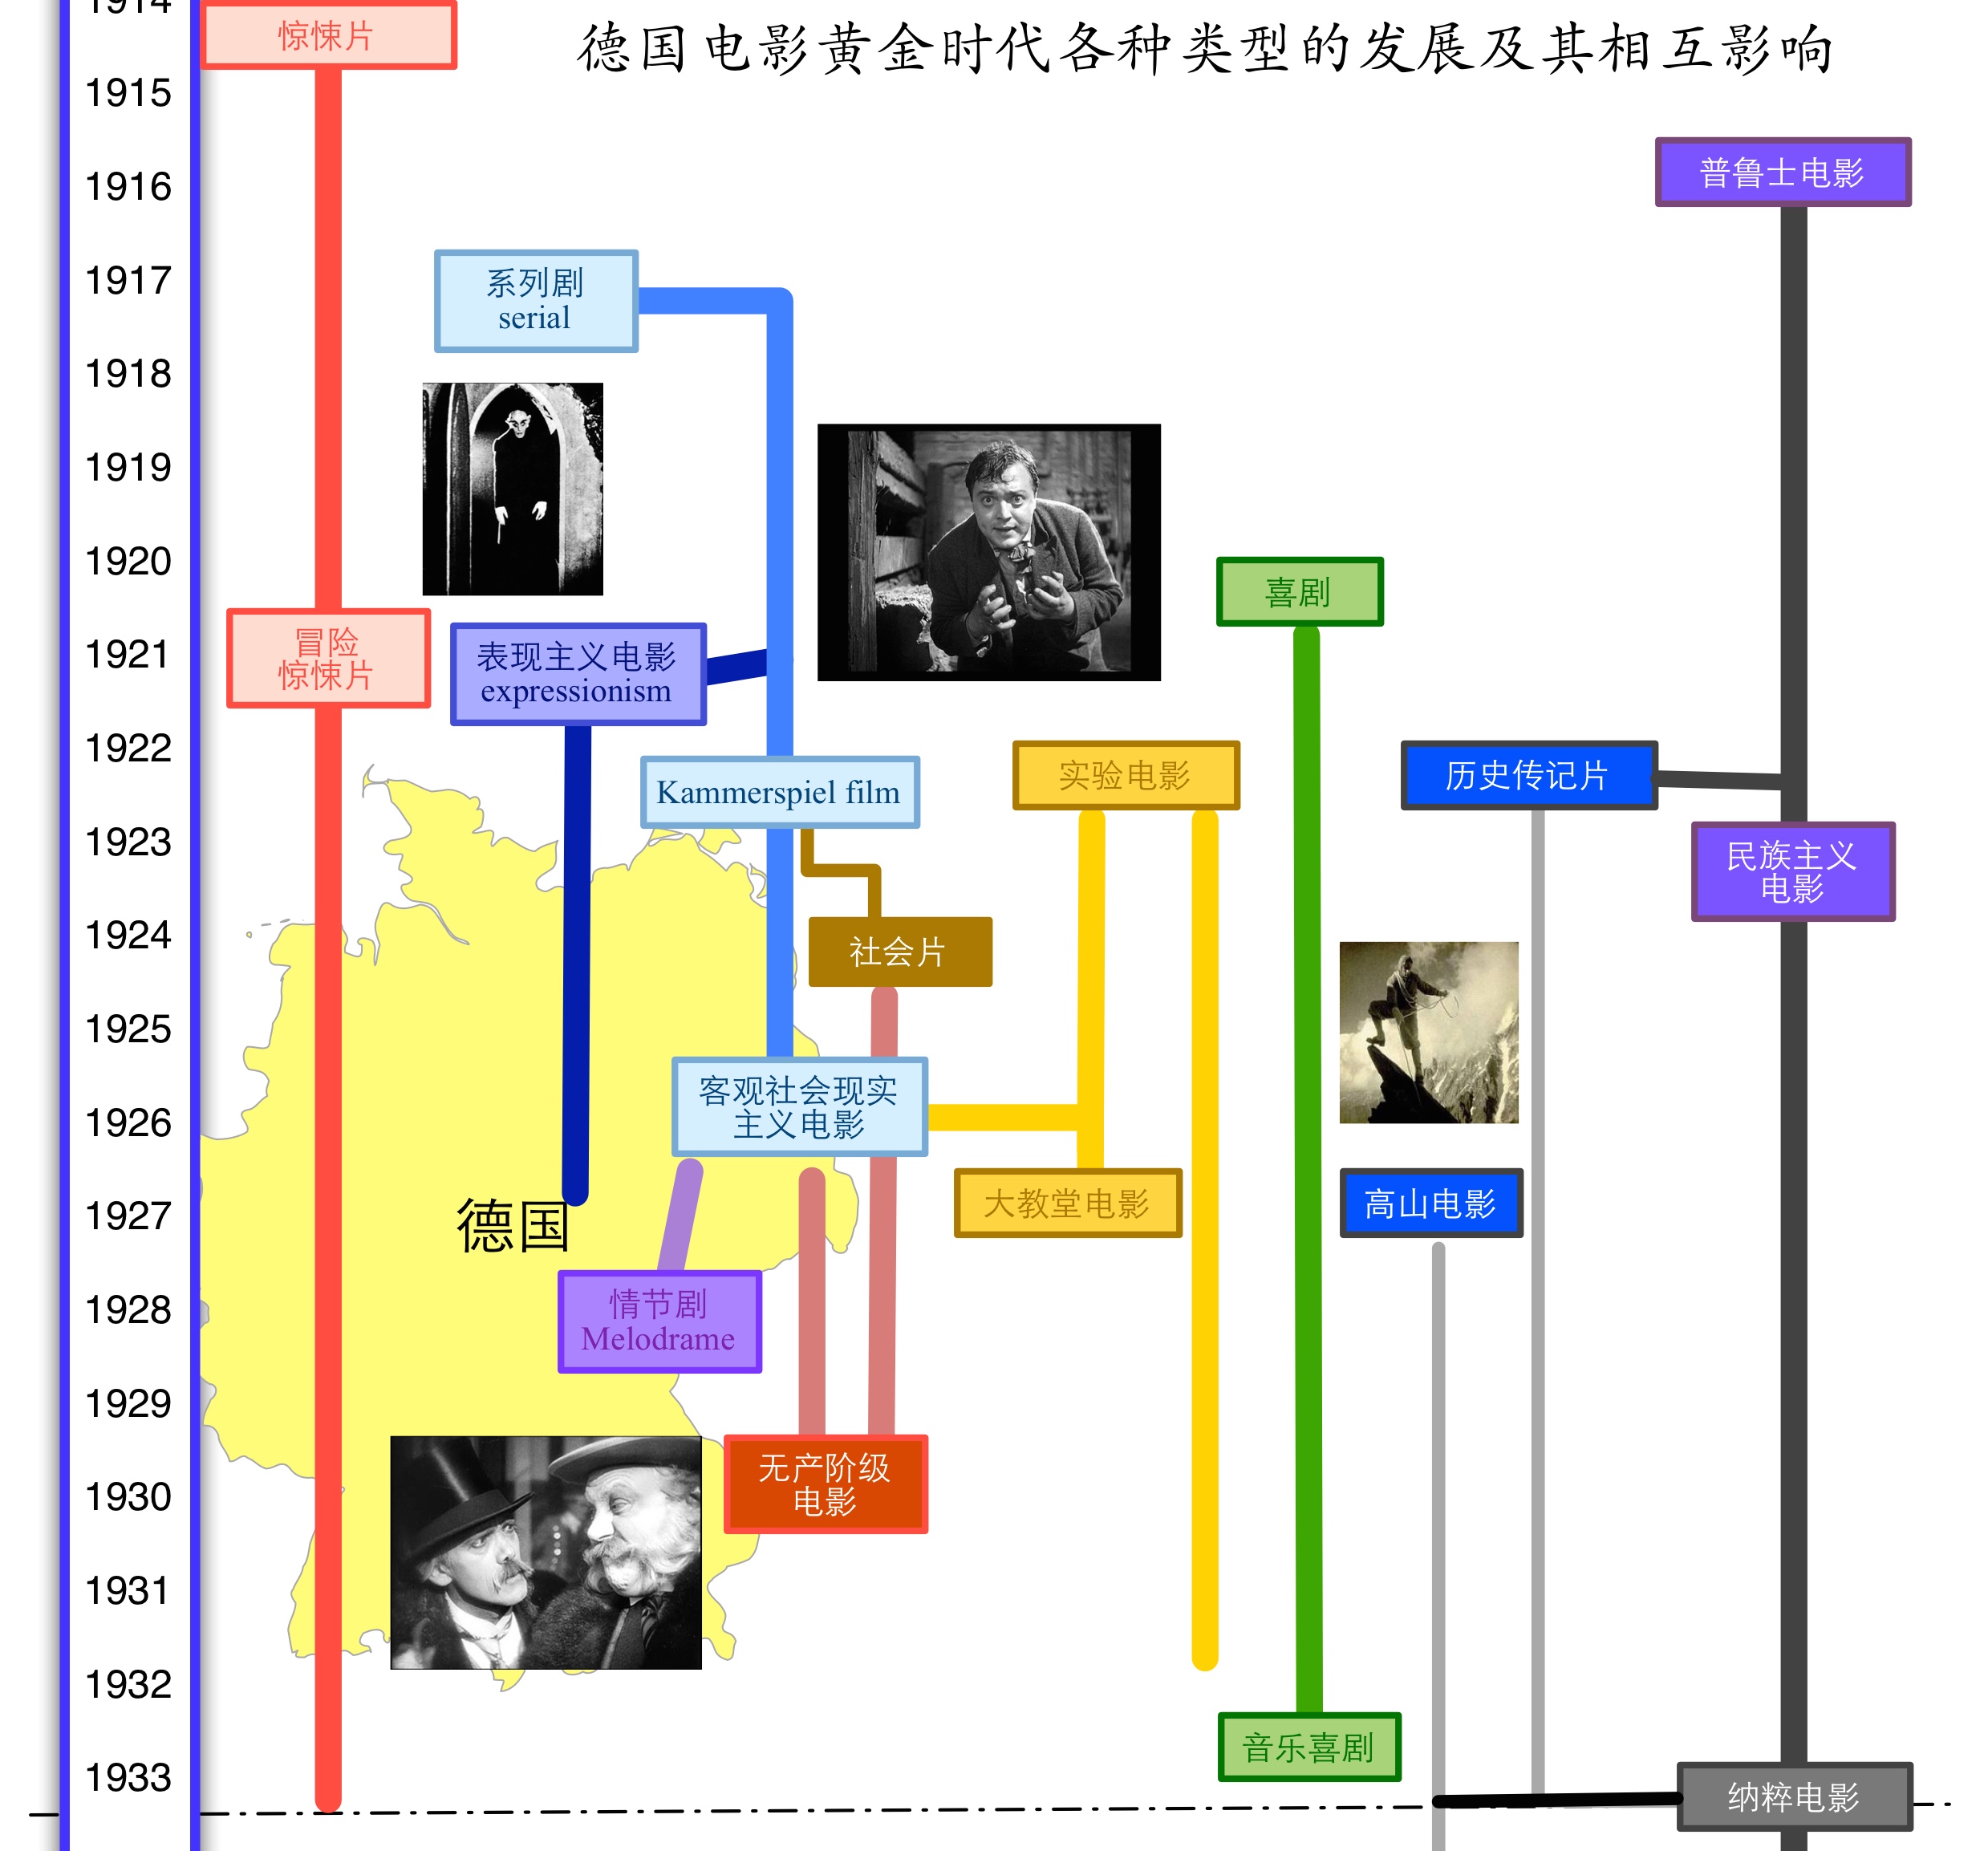 1914
惊悚片
德国电影黄金时代各种类型的发展及其相互影响
1915
普鲁士电影
1916
1917
系列剧
serial
1918
1919
1920
喜剧
冒险
惊悚片
1921
表现主义电影
expressionism
1922
Kammerspiel film
实验电影
历史传记片
1923
民族主义
电影
1924
社会片
1925
客观社会现实
主义电影
1926
大教堂电影
高山电影
1927
德国
1928
情节剧
Melodrame
1929
无产阶级
电影
1930
1931
1932
音乐喜剧
1933
纳粹电影